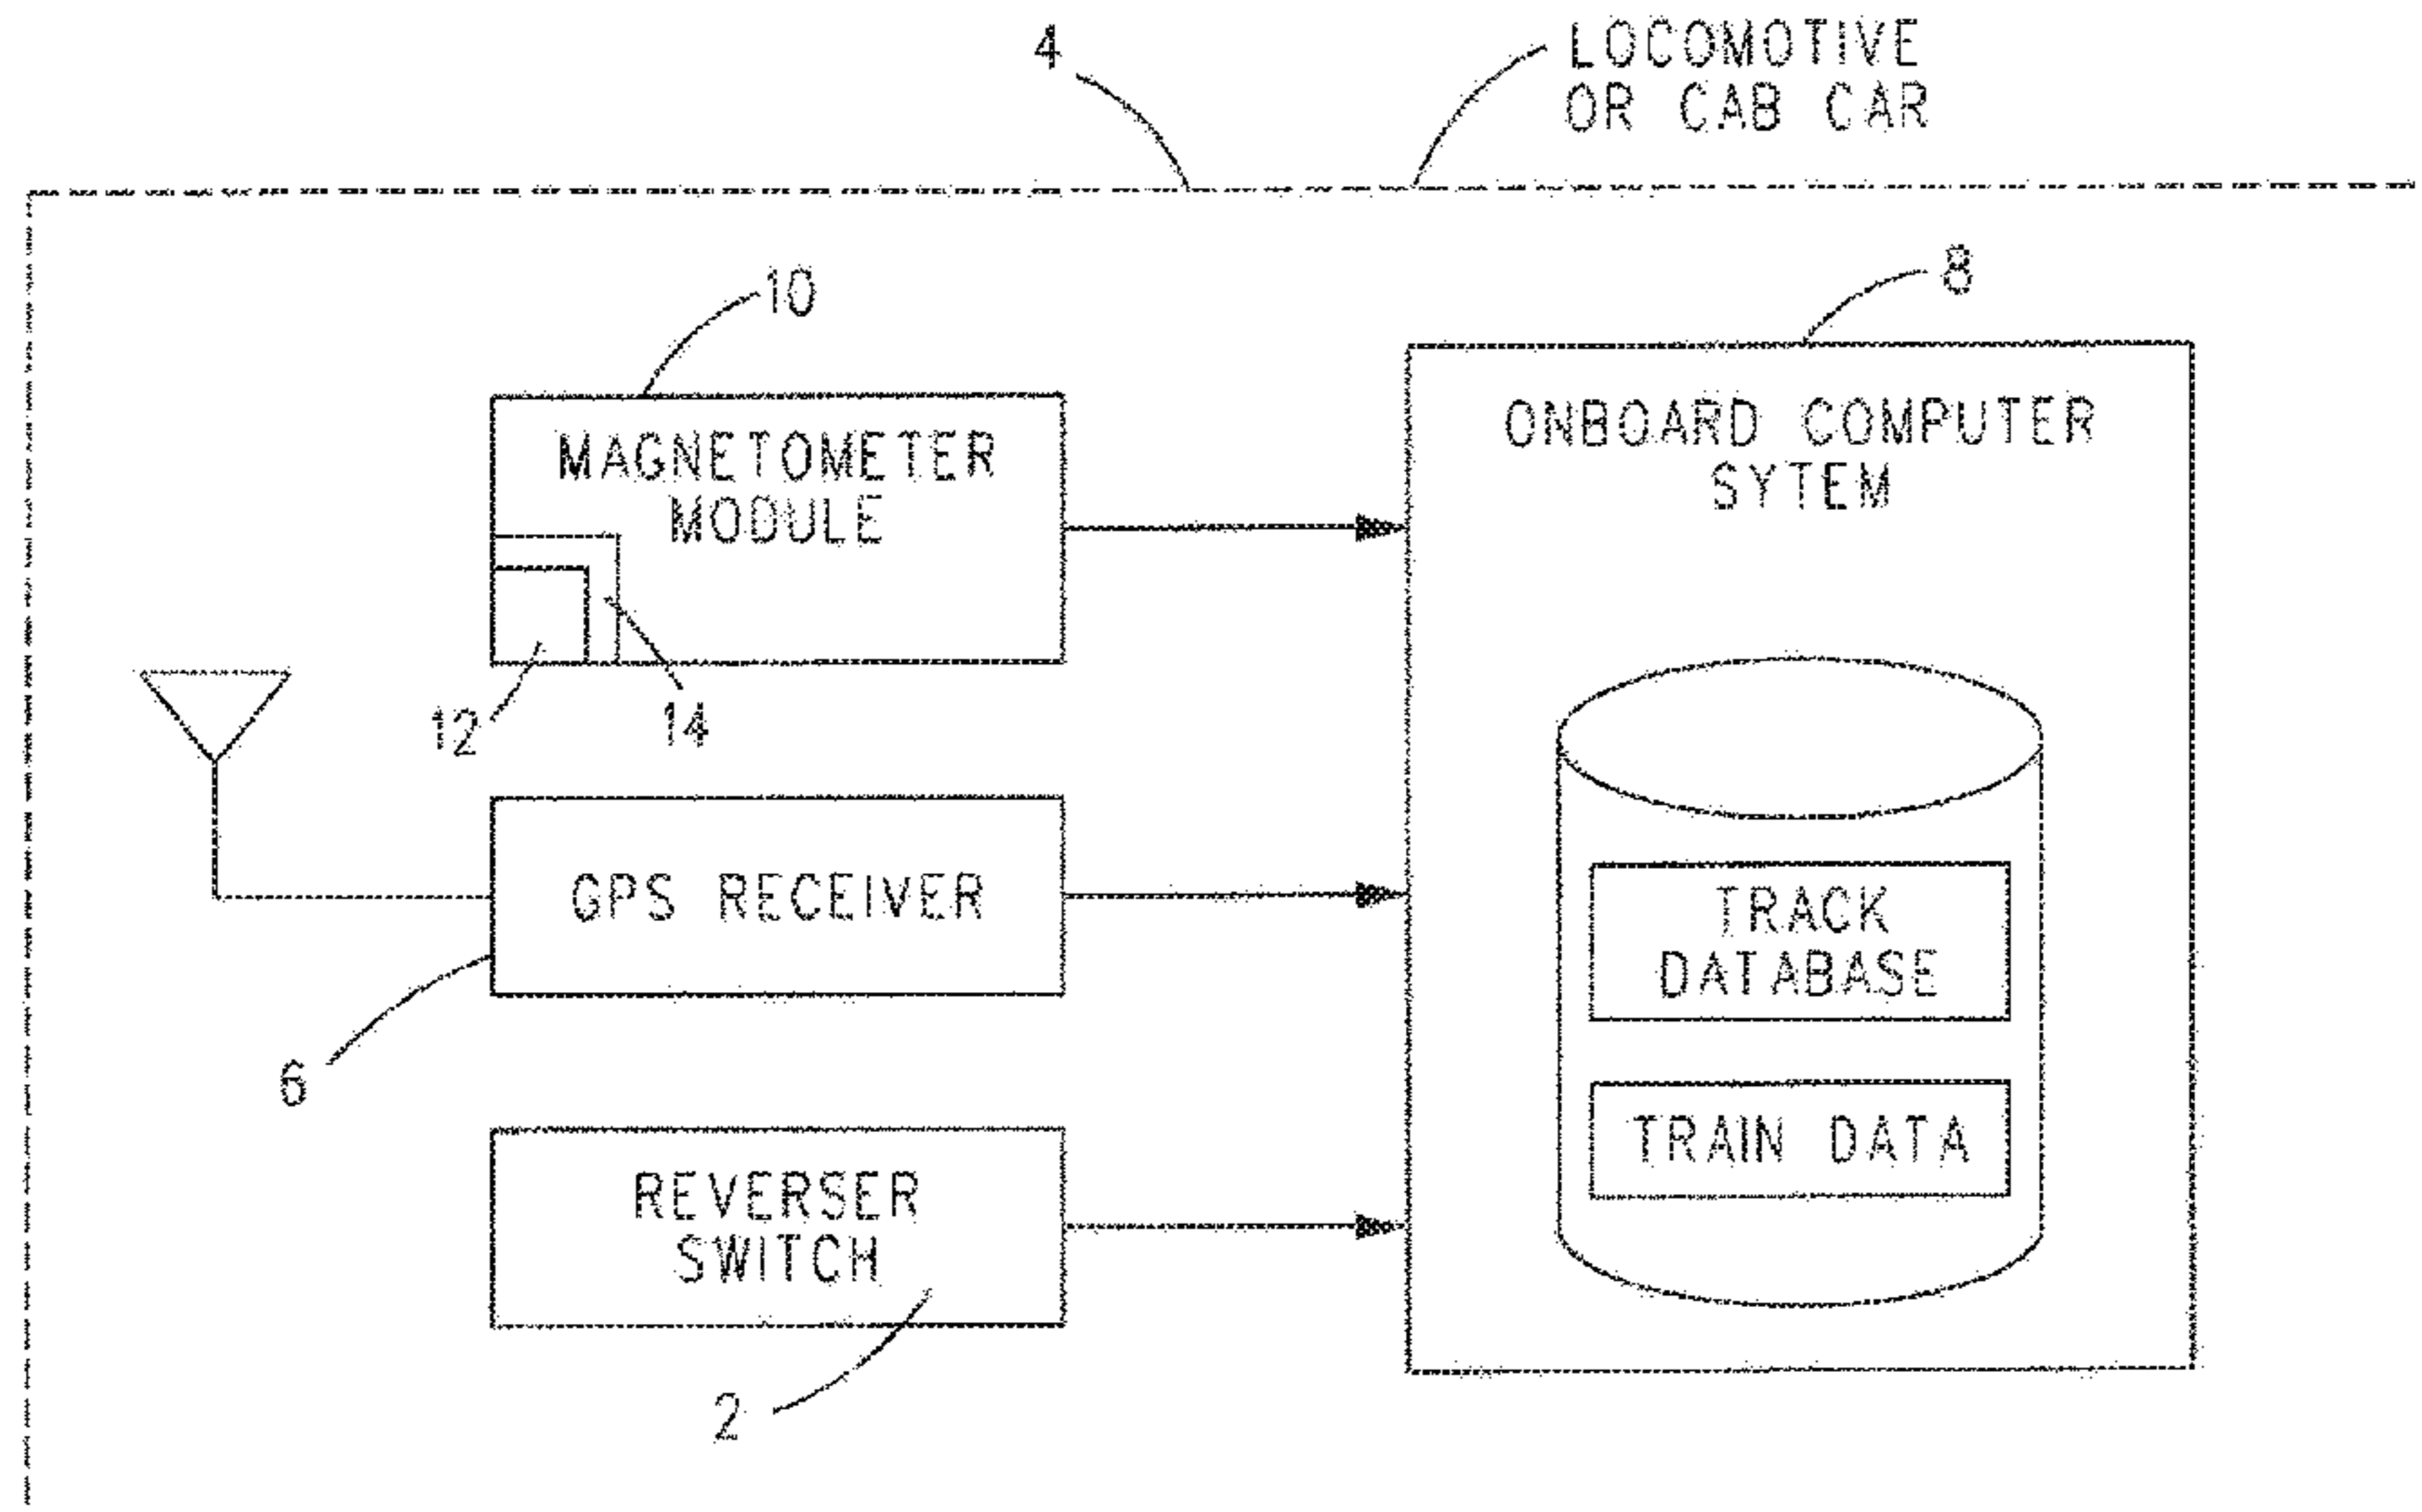 4
LOCOMOTIVE
OR CAB CAR
10
8
MAGNETOMETER
MODULE
ONBOARD COMPUTER
SYTEM
12
14
GPS RECEIVER
TRACK
DATABASE
6
TRAIN DATA
REVERSER
SWITCH
2